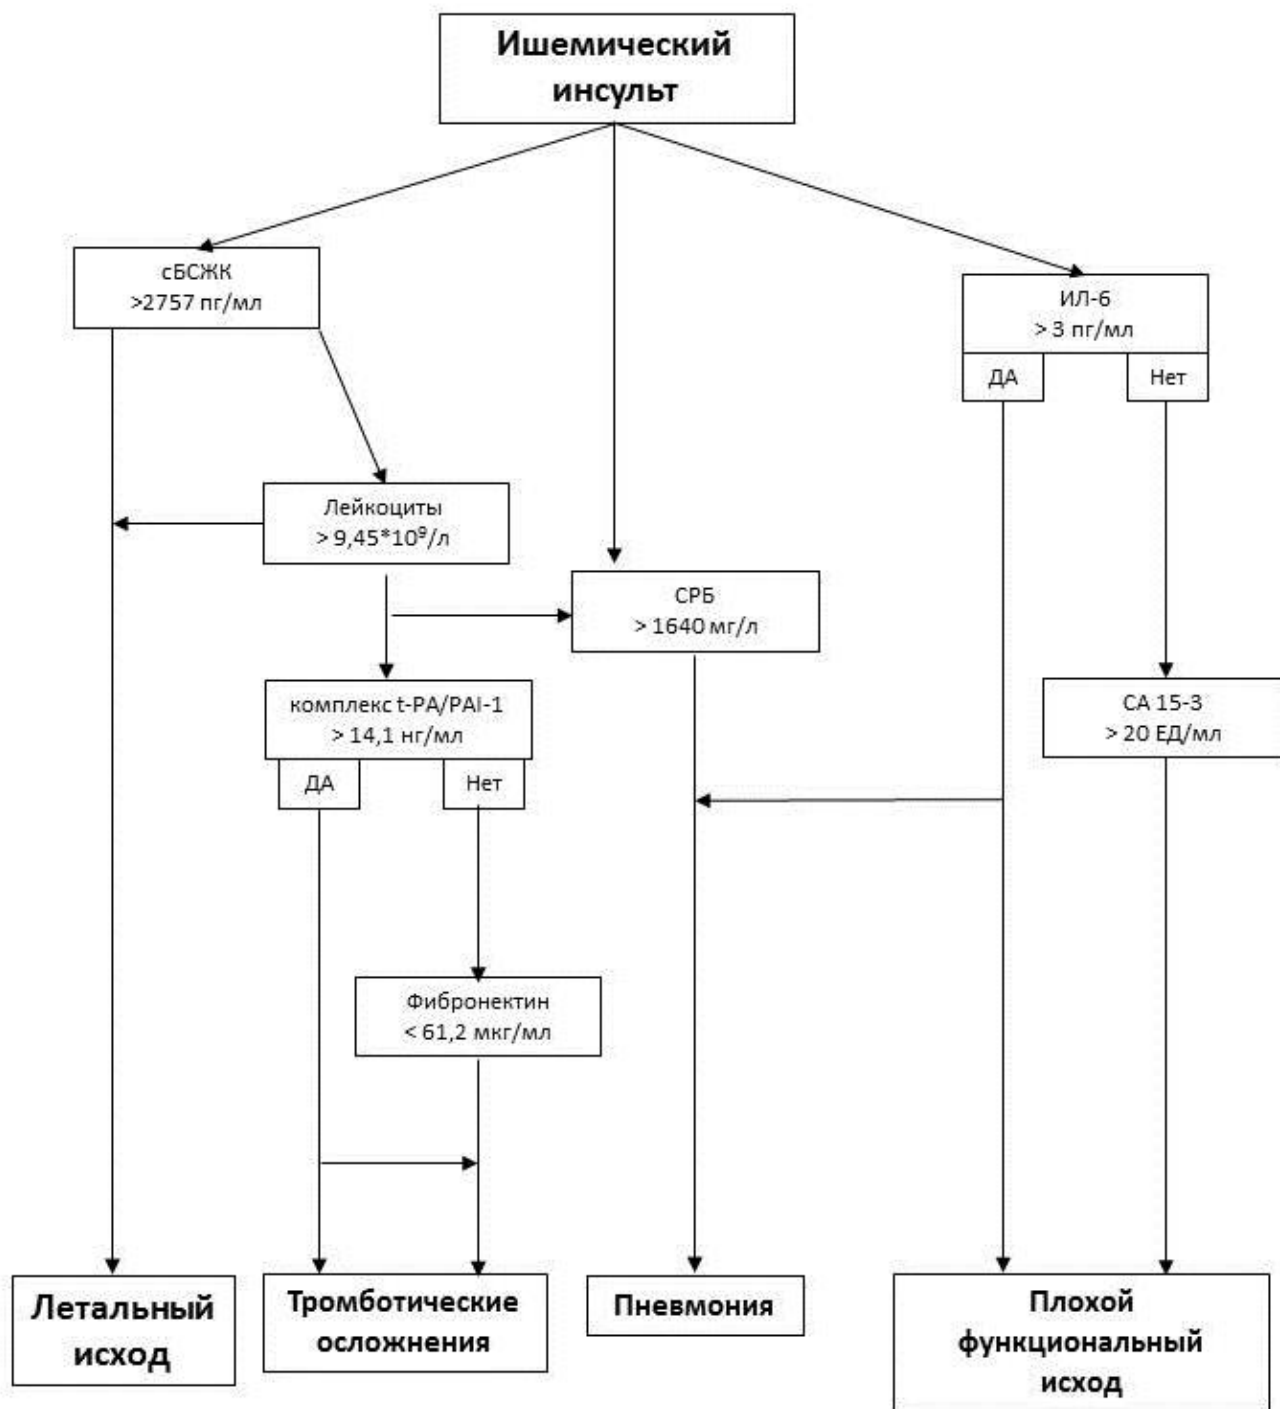 Ишемический
инсульт
сБСЖК
>2757 пг/мл
ИЛ-6
> 3 пг/мл
ДА
Нет
Лейкоциты
> 9,45*10⁹/л
СРБ
> 1640 мг/л
комплекс t-PA/PAI-1
> 14,1 нг/мл
ДА
Нет
СА 15-3
> 20 ЕД/мл
Фибронектин
< 61,2 мкг/мл
Летальный
исход
Тромботические
осложнения
Пневмония
Плохой
функциональный
исход